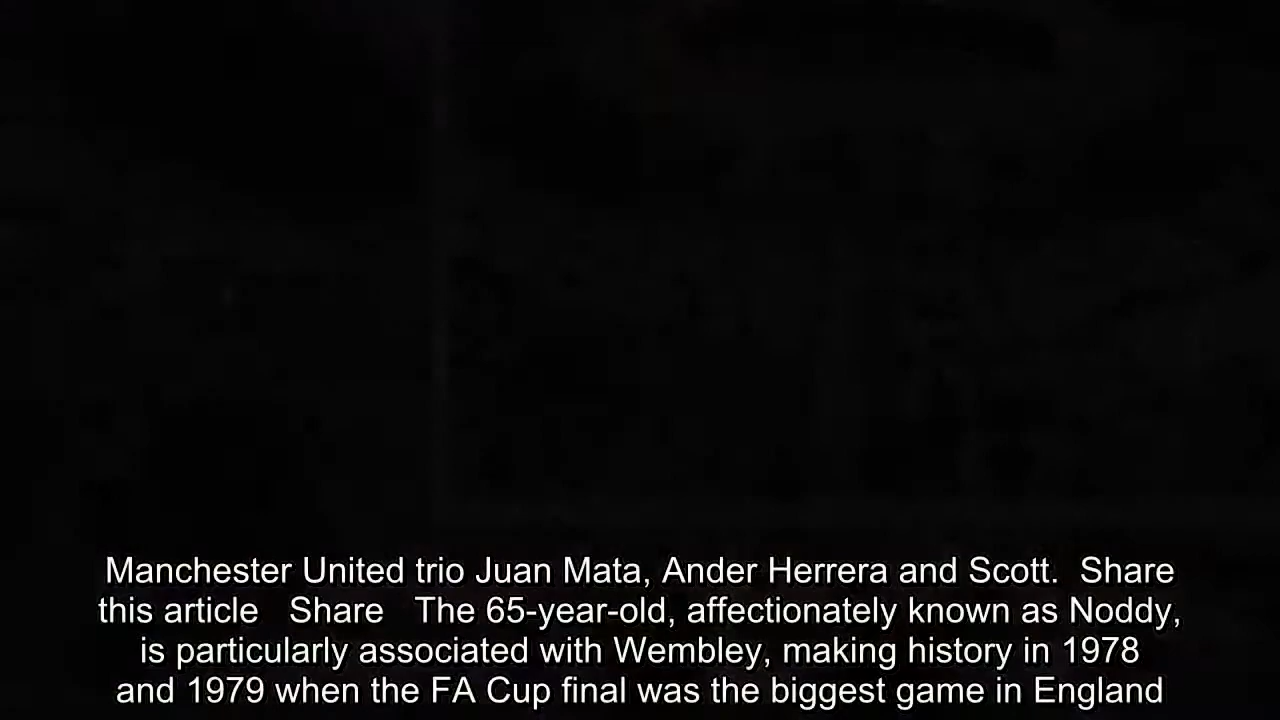 Manchester United trio Juan Mata, Ander Herrera and Scott.  Share
this article   Share   The 65-year-old, affectionately known as Noddy,
is particularly associated with Wembley, making history in 1978
and 1979 when the FA Cup final was the biggest game in England